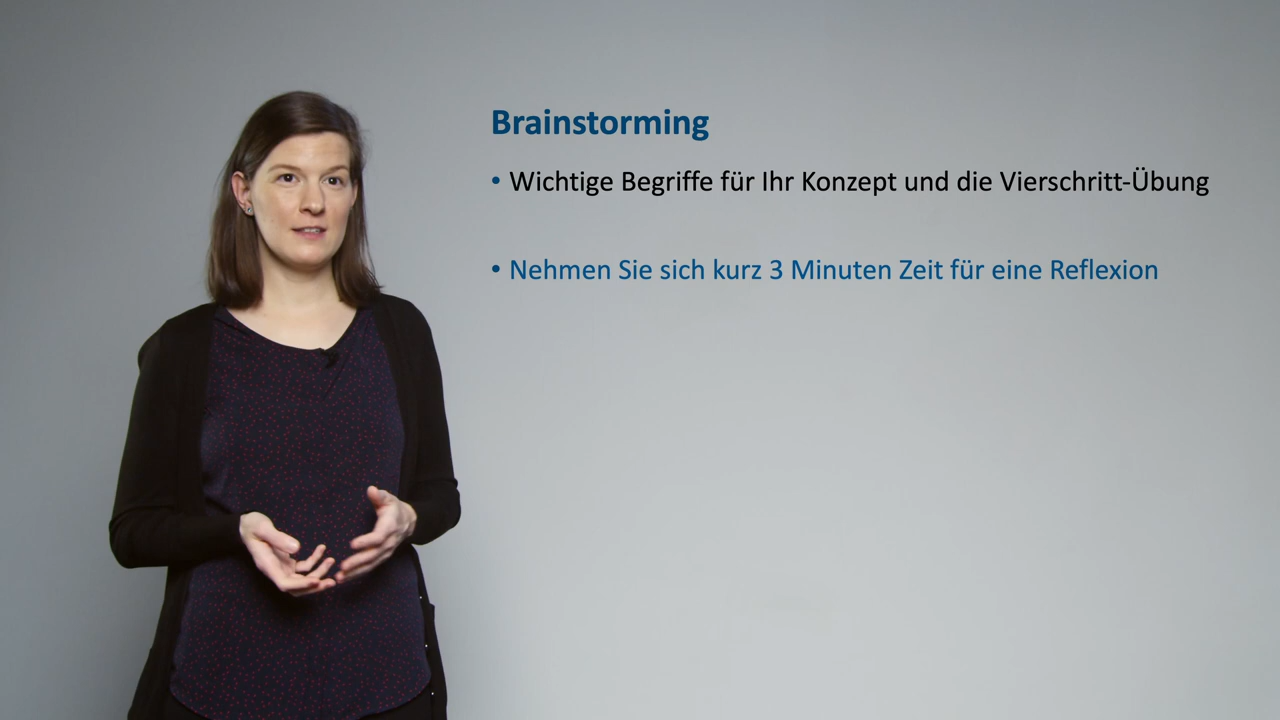 Brainstorming
• Wichtige Begriffe für Ihr Konzept und die Vierschritt-Übung
• Nehmen Sie sich kurz 3 Minuten Zeit für eine Reflexion